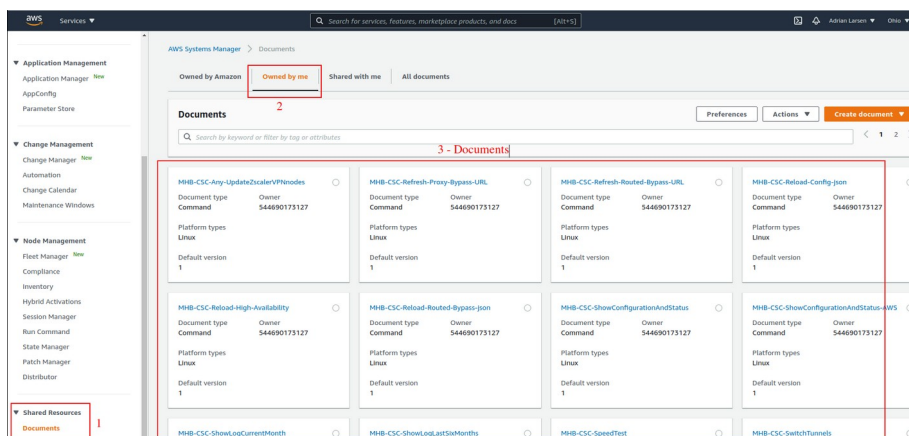 aws Services ▼ Search for services, features, marketplace products, and docs [Alt+S] Adrian Larsen ▼ Ohio ▼
AWS Systems Manager > Documents
▼ Application Management
Application Manager New
AppConfig
Parameter Store
▼ Change Management
Change Manager New
Automation
Change Calendar
Maintenance Windows
▼ Node Management
Fleet Manager New
Compliance
Inventory
Hybrid Activations
Session Manager
Run Command
State Manager
Patch Manager
Distributor
▼ Shared Resources
Documents
1
Owned by Amazon Owned by me Shared with me All documents
2
Documents Preferences Actions ▼ Create document ▼
Search by keyword or filter by tag or attributes < 1 2
3 - Documents
MHB-CSC-Any-UpdateZscalerVPNnodes
Document type Owner
Command 544690173127
Platform types
Linux
Default version
1
MHB-CSC-Refresh-Proxy-Bypass-URL
Document type Owner
Command 544690173127
Platform types
Linux
Default version
1
MHB-CSC-Refresh-Routed-Bypass-URL
Document type Owner
Command 544690173127
Platform types
Linux
Default version
1
MHB-CSC-Reload-Config-json
Document type Owner
Command 544690173127
Platform types
Linux
Default version
1
MHB-CSC-Reload-High-Availability
Document type Owner
Command 544690173127
Platform types
Linux
Default version
1
MHB-CSC-Reload-Routed-Bypass-json
Document type Owner
Command 544690173127
Platform types
Linux
Default version
1
MHB-CSC-ShowConfigurationAndStatus
Document type Owner
Command 544690173127
Platform types
Linux
Default version
1
MHB-CSC-ShowConfigurationAndStatus-AWS
Document type Owner
Command 544690173127
Platform types
Linux
Default version
1
MHB-CSC-ShowLogCurrentMonth
MHB-CSC-ShowLogLastSixMonths
MHB-CSC-SpeedTest
MHB-CSC-SwitchTunnels